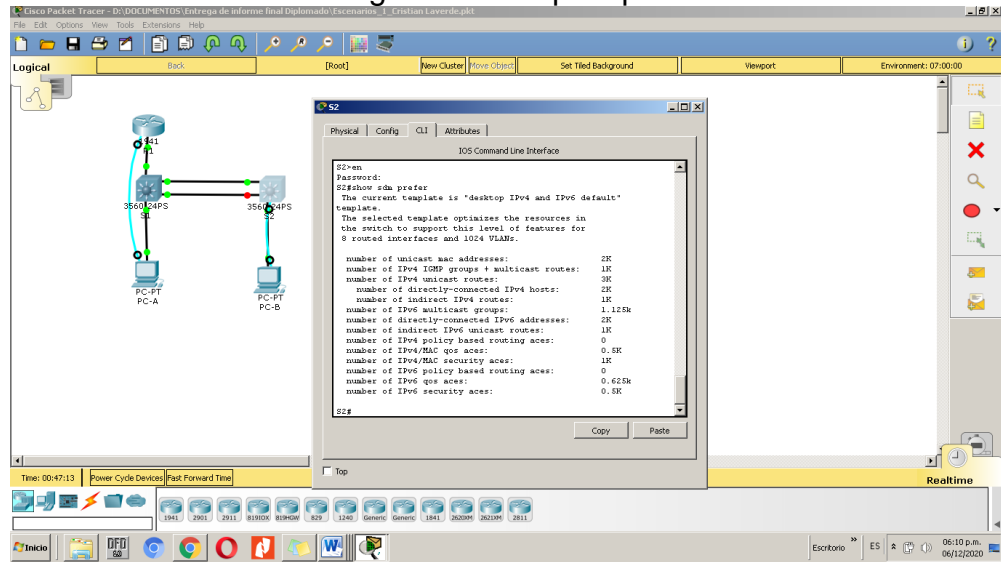 Cisco Packet Tracer - D:\DOCUMENTOS\Entrega de informe final Diplomado\Escenarios_1_Cristian Laverde.pkt
File Edit Options View Tools Extensions Help
Logical
Back
[Root]
New Cluster
Move Object
Set Tiled Background
Viewport
Environment: 07:00:00
1941
R1
3560-24PS
S1
3560-24PS
S2
PC-PT
PC-A
PC-PT
PC-B
S2
Physical Config CLI Attributes
IOS Command Line Interface
S2>en
Password:
S2#show sdm prefer
The current template is "desktop IPv4 and IPv6 default"
template.
The selected template optimizes the resources in
the switch to support this level of features for
8 routed interfaces and 1024 VLANs.
number of unicast mac addresses: 2K
number of IPv4 IGMP groups + multicast routes: 1K
number of IPv4 unicast routes: 3K
number of directly-connected IPv4 hosts: 2K
number of indirect IPv4 routes: 1K
number of IPv6 multicast groups: 1.125k
number of directly-connected IPv6 addresses: 2K
number of indirect IPv6 unicast routes: 1K
number of IPv4 policy based routing aces: 0
number of IPv4/MAC qos aces: 0.5K
number of IPv4/MAC security aces: 1K
number of IPv6 policy based routing aces: 0
number of IPv6 qos aces: 0.625k
number of IPv6 security aces: 0.5K
S2#
Copy Paste
Top
Time: 00:47:13
Power Cycle Devices
Fast Forward Time
Realtime
1941 2901 2911 819IOX 819HGW 829 1240 Generic Generic 1841 2620XM 2621XM 2811
Inicio
Escritorio
ES
06:10 p.m.
06/12/2020